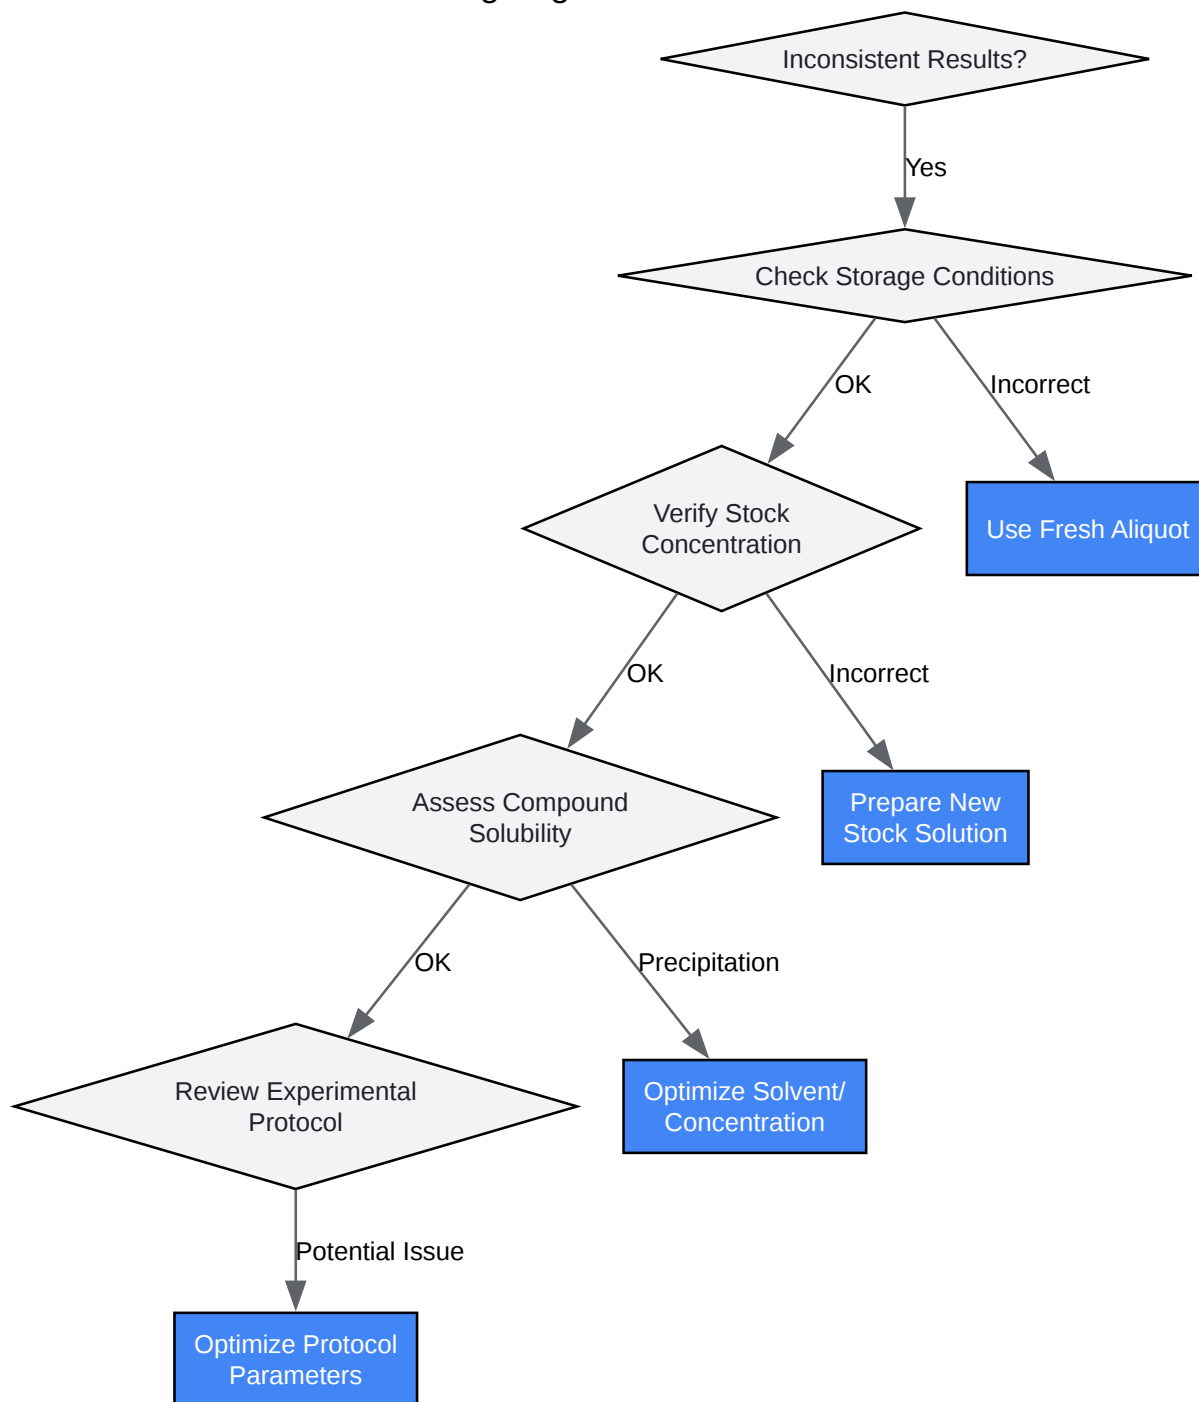 Inconsistent Results?
Yes
Check Storage Conditions
OK
Incorrect
Verify Stock
Concentration
Use Fresh Aliquot
OK
Incorrect
Assess Compound
Solubility
Prepare New
Stock Solution
OK
Precipitation
Review Experimental
Protocol
Optimize Solvent/
Concentration
Potential Issue
Optimize Protocol
Parameters